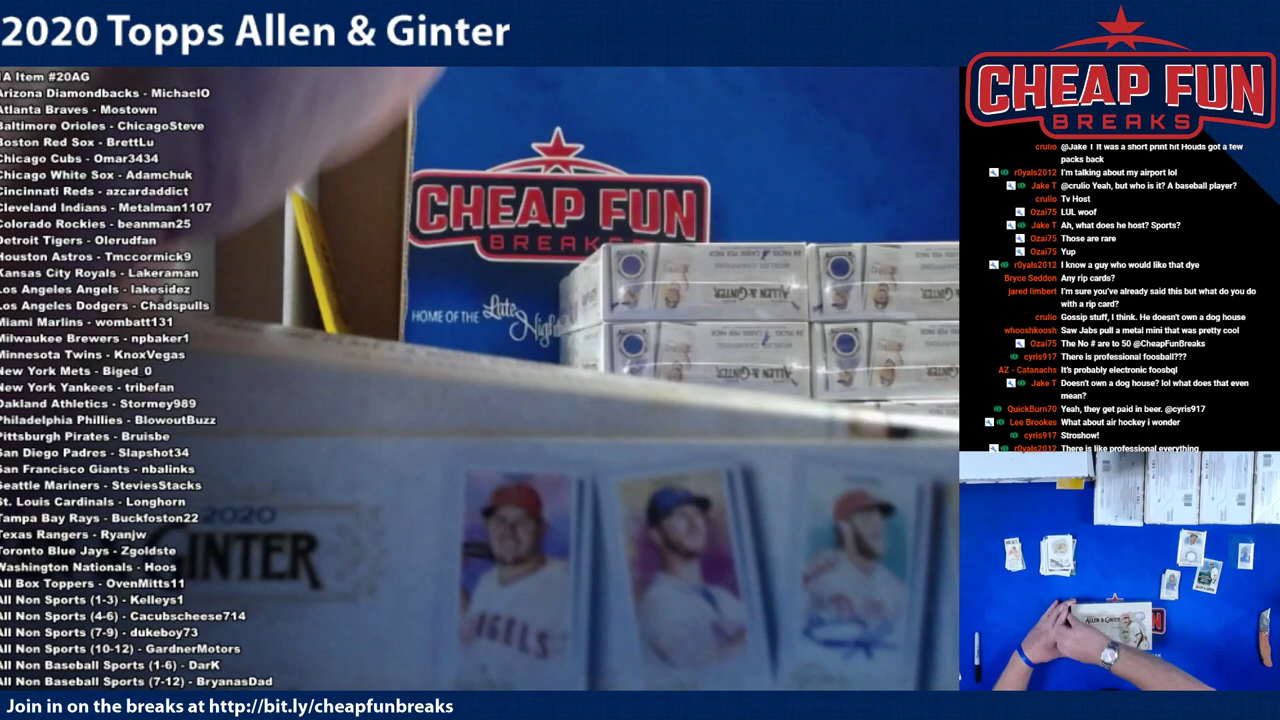 2020 Topps Allen & Ginter
1A Item #20AG
Arizona Diamondbacks - MichaelO
Atlanta Braves - Mostown
Baltimore Orioles - ChicagoSteve
Boston Red Sox - BrettLu
Chicago Cubs - Omar3434
Chicago White Sox - Adamchuk
Cincinnati Reds - azcardaddict
Cleveland Indians - Metalman1107
Colorado Rockies - beanman25
Detroit Tigers - Olerudfan
Houston Astros - Tmccormick9
Kansas City Royals - Lakeraman
Los Angeles Angels - lakesidez
Los Angeles Dodgers - Chadspulls
Miami Marlins - wombatt131
Milwaukee Brewers - npbaker1
Minnesota Twins - KnoxVegas
New York Mets - Biged_0
New York Yankees - tribefan
Oakland Athletics - Stormey989
Philadelphia Phillies - BlowoutBuzz
Pittsburgh Pirates - Bruisbe
San Diego Padres - Slapshot34
San Francisco Giants - nbalinks
Seattle Mariners - SteviesStacks
St. Louis Cardinals - Longhorn
Tampa Bay Rays - Buckfoston22
Texas Rangers - Ryanjw
Toronto Blue Jays - Zgoldste
Washington Nationals - Hoos
All Box Toppers - OvenMitts11
All Non Sports (1-3) - Kelleys1
All Non Sports (4-6) - Cacubscheese714
All Non Sports (7-9) - dukeboy73
All Non Sports (10-12) - GardnerMotors
All Non Baseball Sports (1-6) - DarK
All Non Baseball Sports (7-12) - BryanasDad
CHEAP FUN
BREAKS
HOME OF THE Late Night
ALLEN & GINTER
ALLEN & GINTER
2020
GINTER
ANGELS
CHEAP FUN
BREAKS
crulio @Jake T It was a short print hit Houds got a few
packs back
r0yals2012 I'm talking about my airport lol
Jake T @crulio Yeah, but who is it? A baseball player?
crulio Tv Host
Ozai75 LUL woof
Jake T Ah, what does he host? Sports?
Ozai75 Those are rare
Ozai75 Yup
r0yals2012 I know a guy who would like that dye
Bryce Seddon Any rip cards?
jared limbert I'm sure you've already said this but what do you do
with a rip card?
crulio Gossip stuff, I think. He doesn't own a dog house
whooshkoosh Saw Jabs pull a metal mini that was pretty cool
Ozai75 The No # are to 50 @CheapFunBreaks
cyris917 There is professional foosball???
AZ - Catanachs It's probably electronic foosbql
Jake T Doesn't own a dog house? lol what does that even
mean?
QuickBurn70 Yeah, they get paid in beer. @cyris917
Lee Brookes What about air hockey i wonder
cyris917 Stroshow!
r0yals2012 There is like professional everything
ALLEN & GINTER
Join in on the breaks at http://bit.ly/cheapfunbreaks